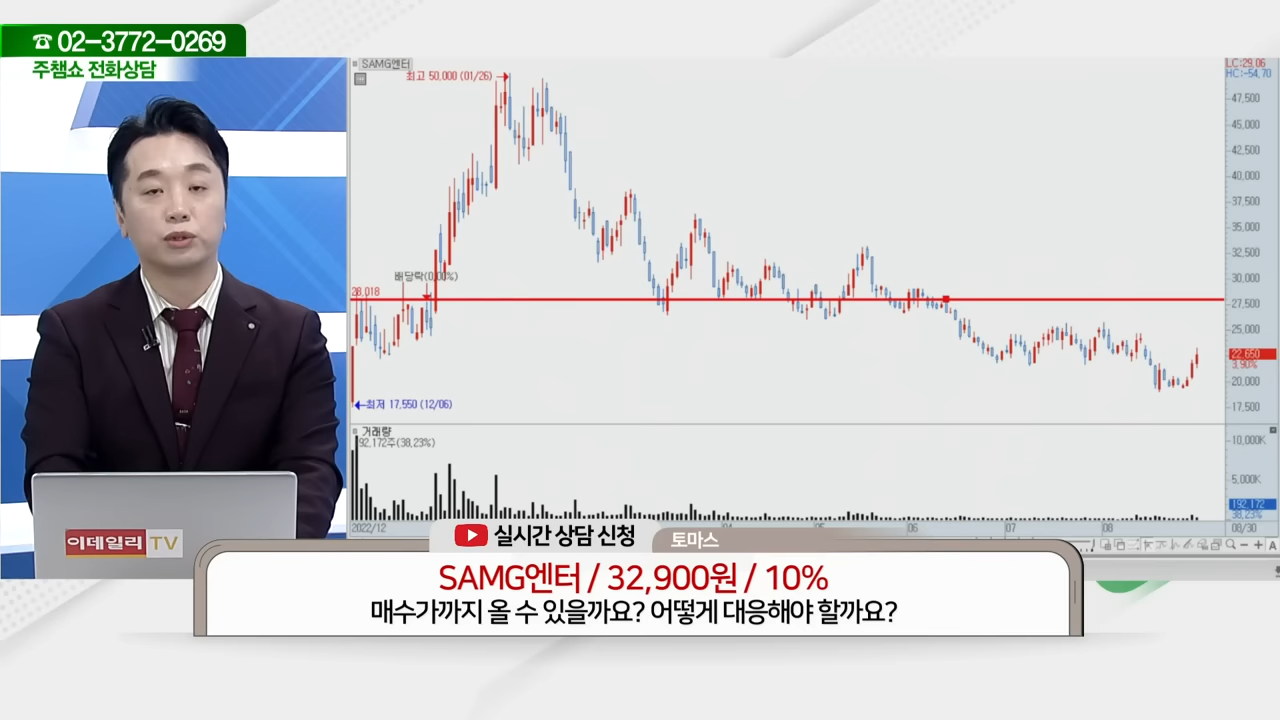 ☎ 02-3772-0269
주챔쇼 전화상담
SAMG엔터
최고 50,000 (01/26)
LC:29,06
HC:-54,70
47,500
45,000
42,500
40,000
37,500
35,000
32,500
30,000
27,500
25,000
22,650
3,90%
20,000
17,500
배당락(0,00%)
28,018
최저 17,550 (12/06)
거래량
92,172주(38,23%)
10,000K
5,000K
192,172
38,23%
2022/12
04
05
06
07
08
08/30
이데일리 TV
실시간 상담 신청
토마스
SAMG엔터 / 32,900원 / 10%
매수가까지 올 수 있을까요? 어떻게 대응해야 할까요?